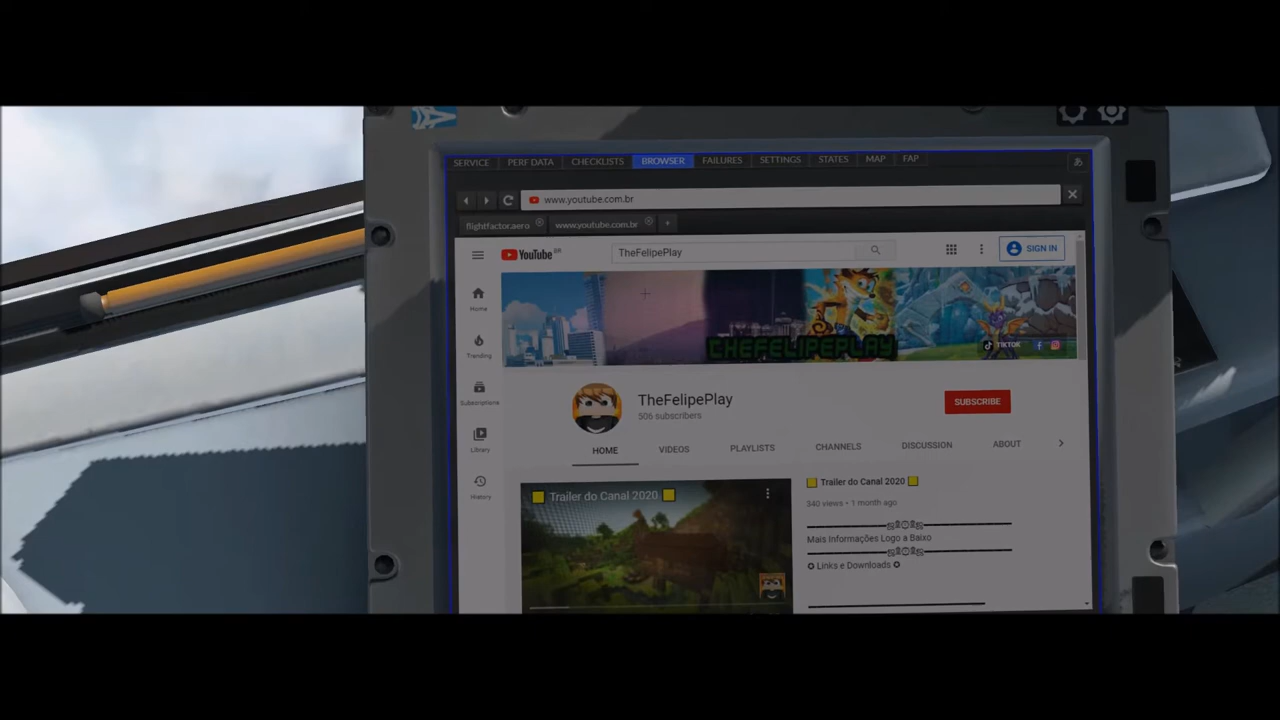 SERVICE PERF DATA CHECKLISTS BROWSER FAILURES SETTINGS STATES MAP FAP
www.youtube.com.br
flightfactor.aero www.youtube.com.br +
YouTube BR TheFelipePlay SIGN IN
Home
Trending
Subscriptions
Library
History
THEFELIPEPLAY
TIKTOK
TheFelipePlay
506 subscribers
SUBSCRIBE
HOME VIDEOS PLAYLISTS CHANNELS DISCUSSION ABOUT
Trailer do Canal 2020
Trailer do Canal 2020
340 views • 1 month ago
Mais Informações Logo a Baixo
✪ Links e Downloads ✪